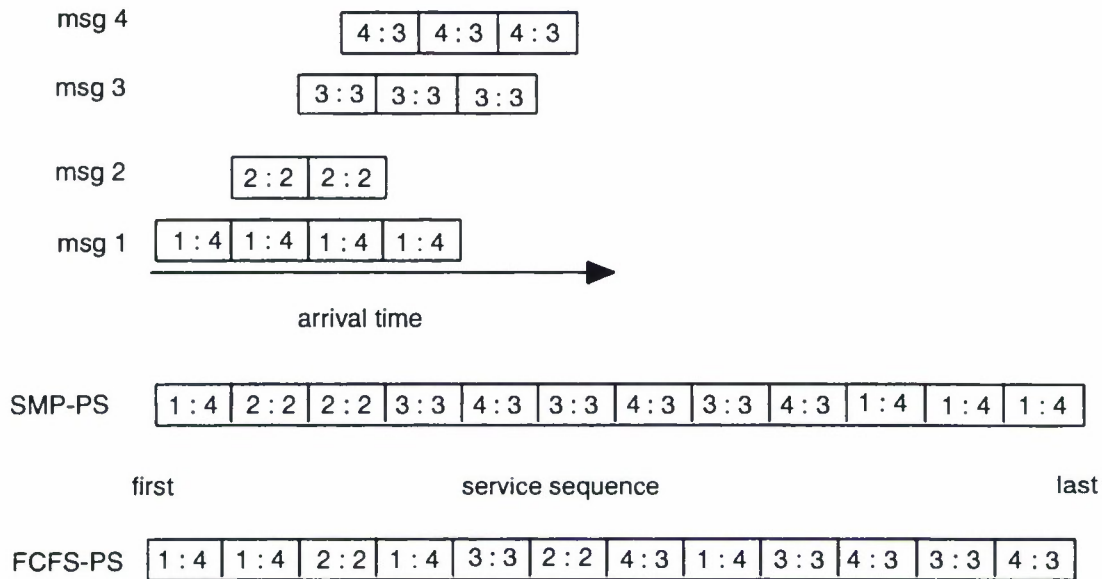 msg 4 4 : 3 4 : 3 4 : 3
msg 3 3 : 3 3 : 3 3 : 3
msg 2 2 : 2 2 : 2
msg 1 1 : 4 1 : 4 1 : 4 1 : 4
arrival time
SMP-PS 1 : 4 2 : 2 2 : 2 3 : 3 4 : 3 3 : 3 4 : 3 3 : 3 4 : 3 1 : 4 1 : 4 1 : 4
first service sequence last
FCFS-PS 1 : 4 1 : 4 2 : 2 1 : 4 3 : 3 2 : 2 4 : 3 1 : 4 3 : 3 4 : 3 3 : 3 4 : 3